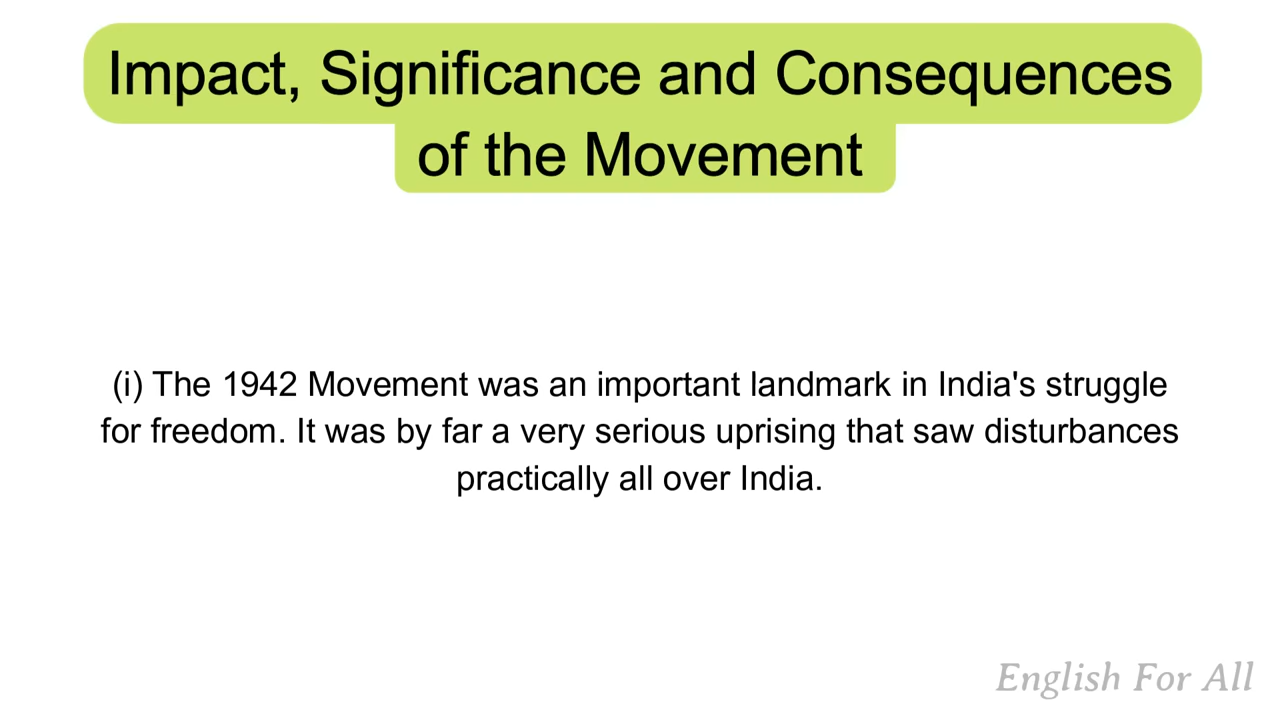 Impact, Significance and Consequences
of the Movement
(i) The 1942 Movement was an important landmark in India's struggle
for freedom. It was by far a very serious uprising that saw disturbances
practically all over India.
English For All